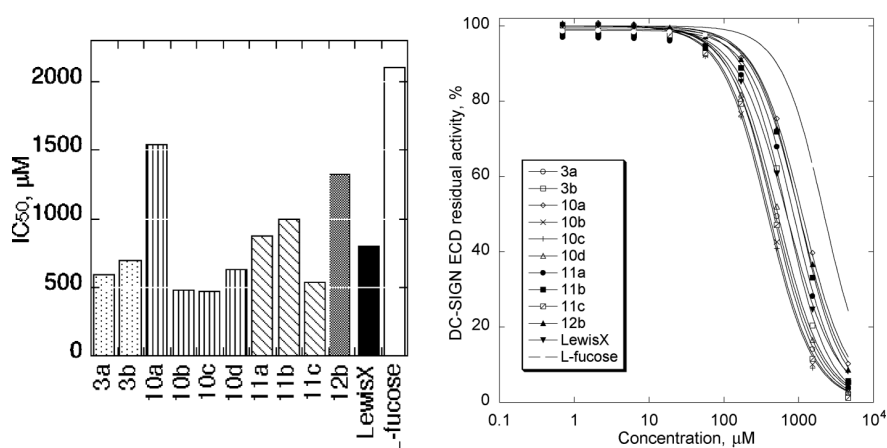 2000
1500
1000
500
0
IC50, µM
3a
3b
10a
10b
10c
10d
11a
11b
11c
12b
LewisX
L-fucose
100
80
60
40
20
0
DC-SIGN ECD residual activity, %
3a
3b
10a
10b
10c
10d
11a
11b
11c
12b
LewisX
L-fucose
0.1 1 10 100 1000 10⁴
Concentration, µM